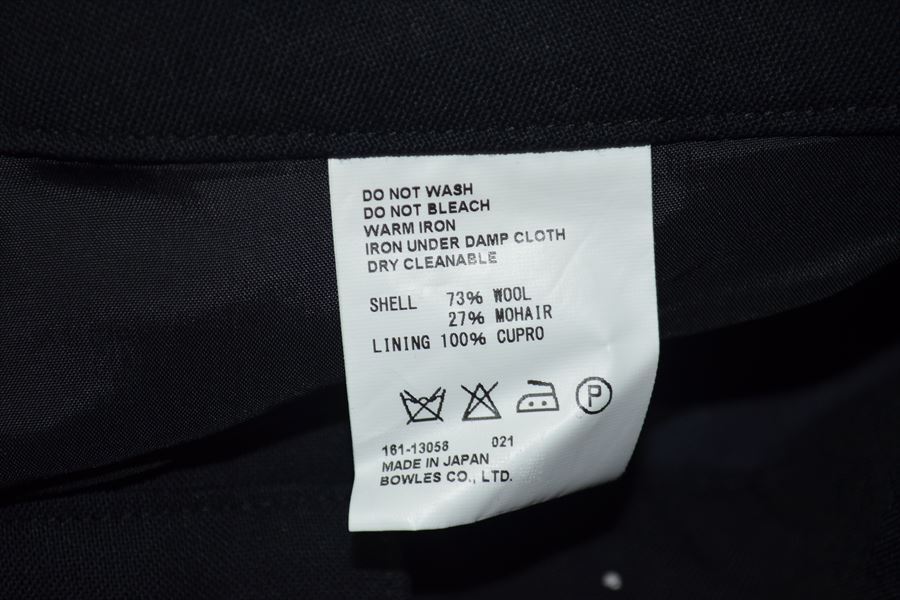 DO NOT WASH
DO NOT BLEACH
WARM IRON
IRON UNDER DAMP CLOTH
DRY CLEANABLE
SHELL 73% WOOL
27% MOHAIR
LINING 100% CUPRO
P
161-13058 021
MADE IN JAPAN
BOWLES CO., LTD.